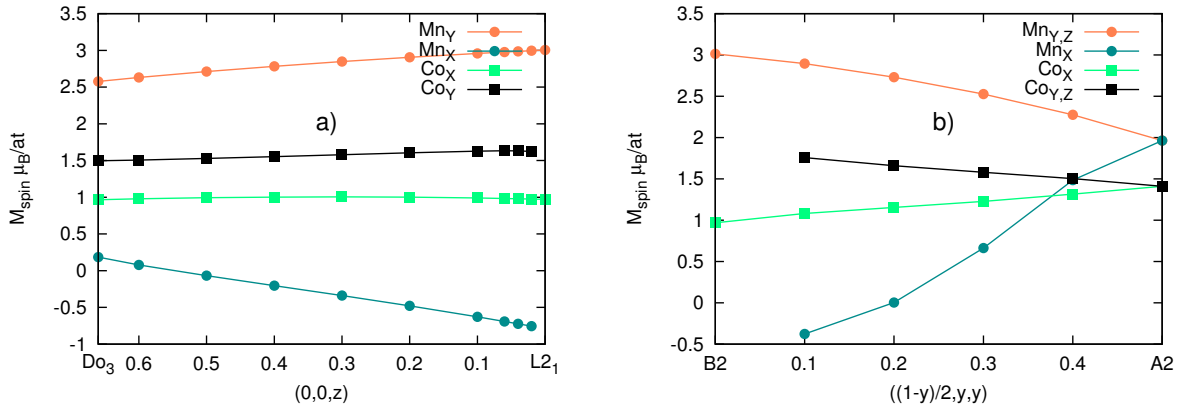 3.5
3
2.5
2
1.5
1
0.5
0
-0.5
-1
M_spin μ_B/at
Mn_Y
Mn_X
Co_X
Co_Y
a)
Do_3 0.6 0.5 0.4 0.3 0.2 0.1 L2_1
(0,0,z)
3.5
3
2.5
2
1.5
1
0.5
0
-0.5
M_spin μ_B/at
Mn_Y,Z
Mn_X
Co_X
Co_Y,Z
b)
B2 0.1 0.2 0.3 0.4 A2
((1-y)/2,y,y)